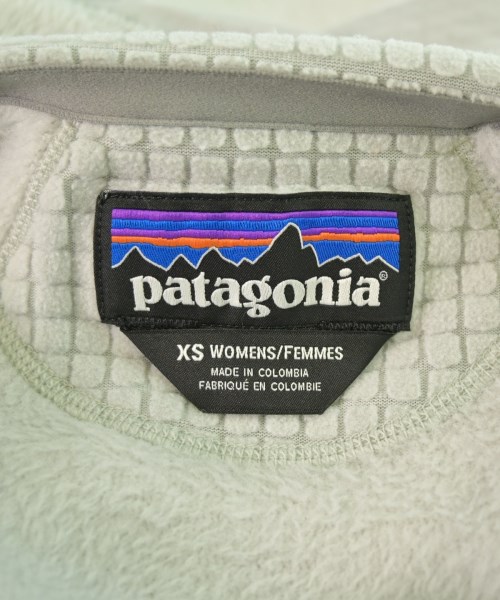 patagonia®
XS WOMENS/FEMMES
MADE IN COLOMBIA
FABRIQUÉ EN COLOMBIE